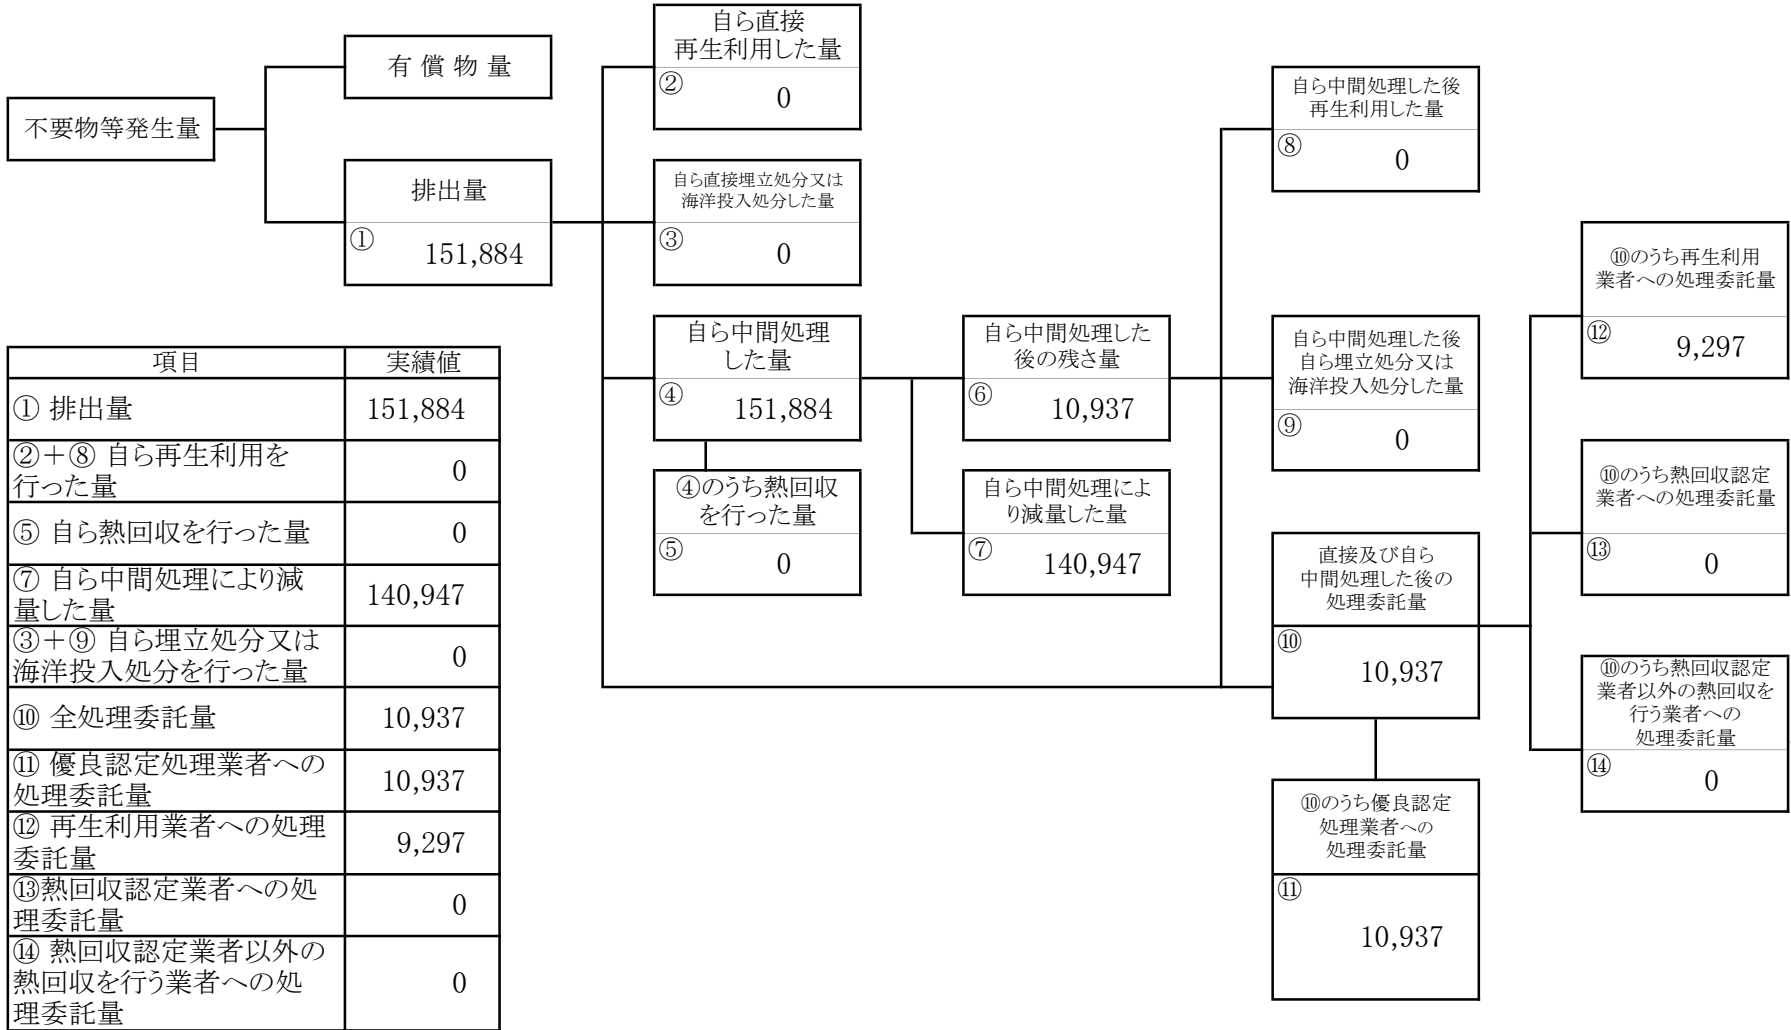 不要物等発生量
有 償 物 量
排出量
①
151,884
自ら直接
再生利用した量
②
0
自ら直接埋立処分又は
海洋投入処分した量
③
0
自ら中間処理
した量
④
151,884
④のうち熱回収
を行った量
⑤
0
自ら中間処理した
後の残さ量
⑥
10,937
自ら中間処理によ
り減量した量
⑦
140,947
自ら中間処理した後
再生利用した量
⑧
0
自ら中間処理した後
自ら埋立処分又は
海洋投入処分した量
⑨
0
直接及び自ら
中間処理した後の
処理委託量
⑩
10,937
⑩のうち優良認定
処理業者への
処理委託量
⑪
10,937
⑩のうち再生利用
業者への処理委託量
⑫
9,297
⑩のうち熱回収認定
業者への処理委託量
⑬
0
⑩のうち熱回収認定
業者以外の熱回収を
行う業者への
処理委託量
⑭
0
項目 実績値
① 排出量 151,884
②＋⑧ 自ら再生利用を
行った量 0
⑤ 自ら熱回収を行った量 0
⑦ 自ら中間処理により減
量した量 140,947
③＋⑨ 自ら埋立処分又は
海洋投入処分を行った量 0
⑩ 全処理委託量 10,937
⑪ 優良認定処理業者への
処理委託量 10,937
⑫ 再生利用業者への処理
委託量 9,297
⑬熱回収認定業者への処
理委託量 0
⑭ 熱回収認定業者以外の
熱回収を行う業者への処
理委託量 0